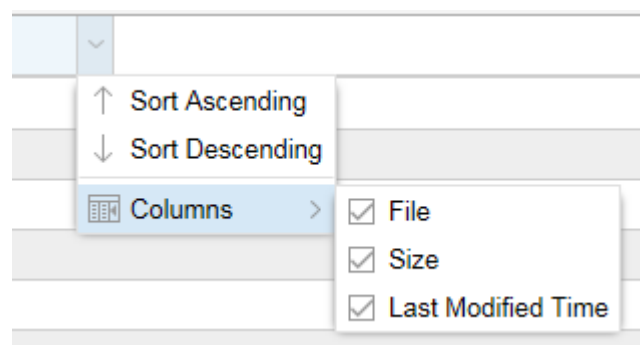 Sort Ascending
Sort Descending
Columns
File
Size
Last Modified Time